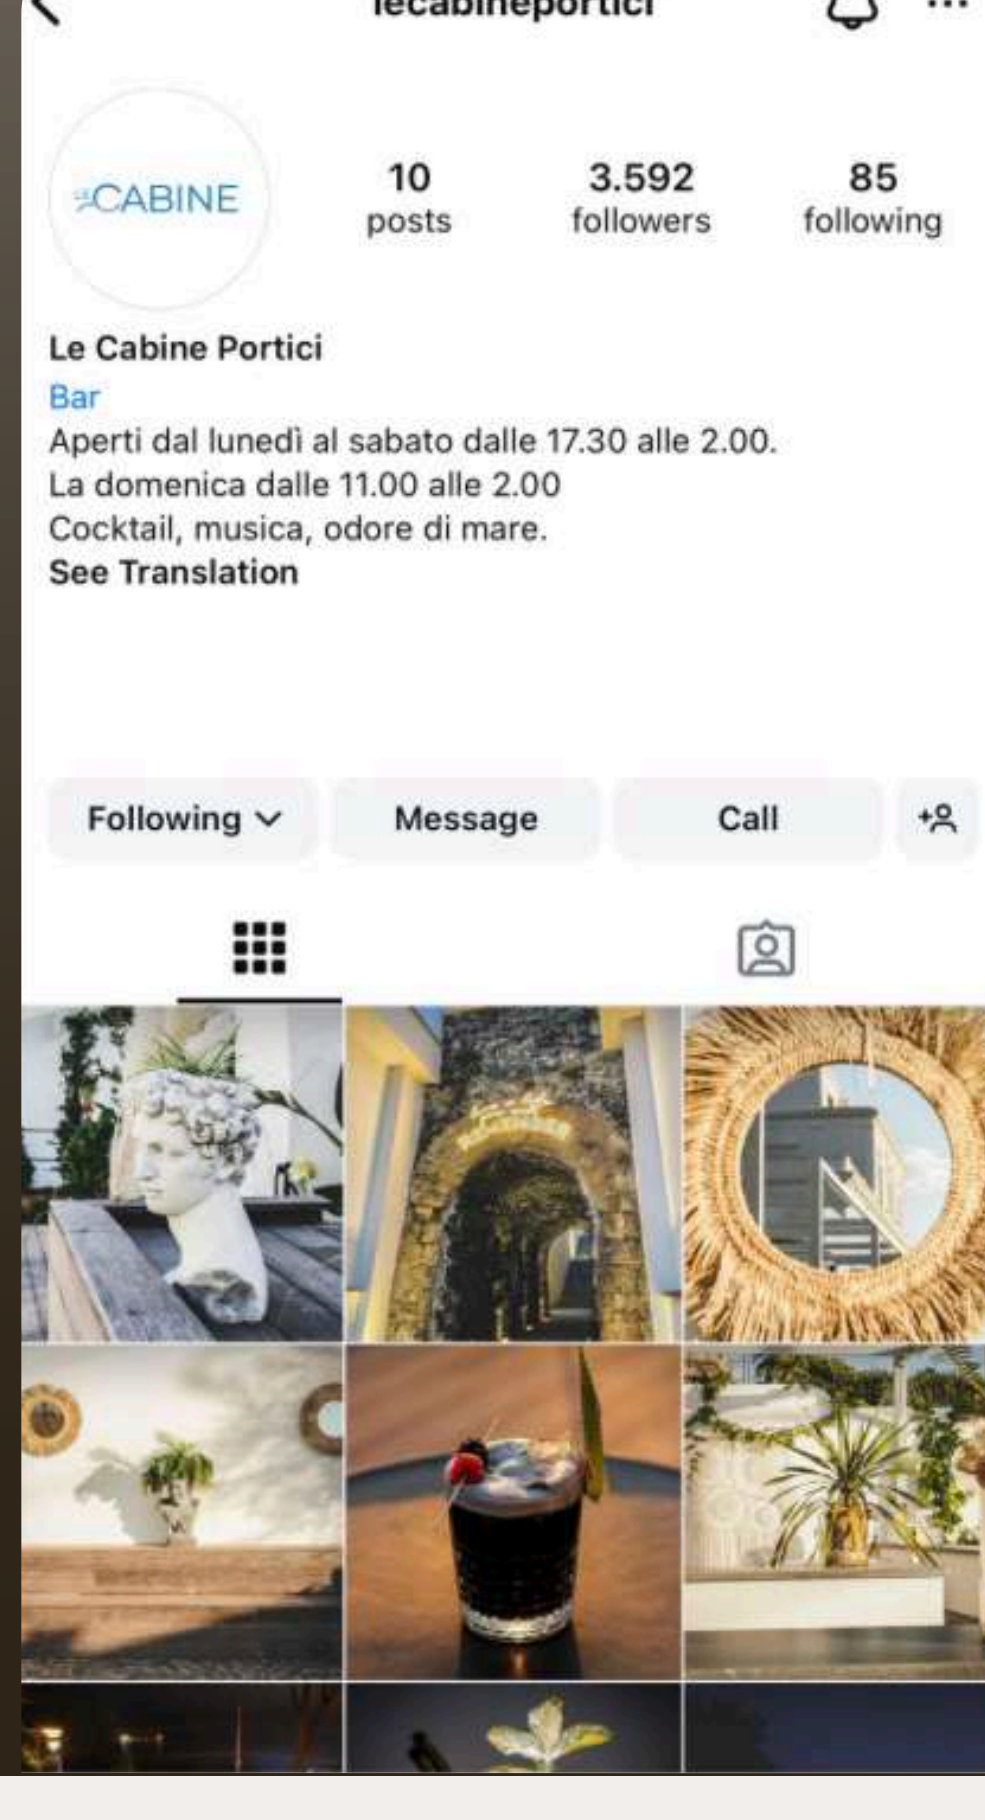 lecabineportici
LE CABINE
10
posts
3.592
followers
85
following
Le Cabine Portici
Bar
Aperti dal lunedì al sabato dalle 17.30 alle 2.00.
La domenica dalle 11.00 alle 2.00
Cocktail, musica, odore di mare.
See Translation
Following
Message
Call